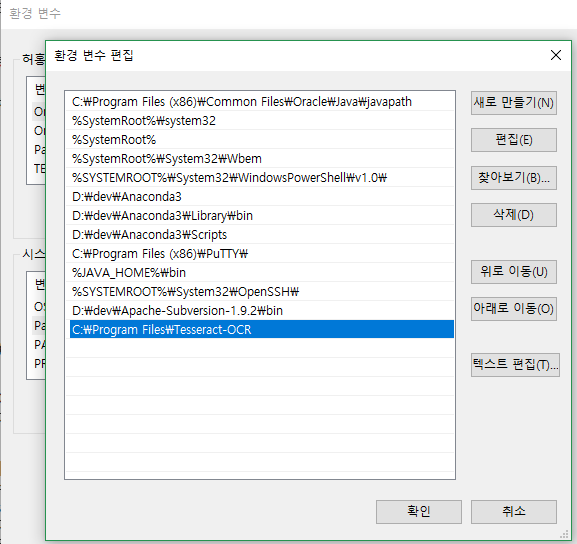 환경 변수
환경 변수 편집
허홍
변
Or
Or
Pa
TE
시스
변
OS
Pa
PA
PF
C:₩Program Files (x86)₩Common Files₩Oracle₩Java₩javapath
%SystemRoot%₩system32
%SystemRoot%
%SystemRoot%₩System32₩Wbem
%SYSTEMROOT%₩System32₩WindowsPowerShell₩v1.0₩
D:₩dev₩Anaconda3
D:₩dev₩Anaconda3₩Library₩bin
D:₩dev₩Anaconda3₩Scripts
C:₩Program Files (x86)₩PuTTY₩
%JAVA_HOME%₩bin
%SYSTEMROOT%₩System32₩OpenSSH₩
D:₩dev₩Apache-Subversion-1.9.2₩bin
C:₩Program Files₩Tesseract-OCR
새로 만들기(N)
편집(E)
찾아보기(B)...
삭제(D)
위로 이동(U)
아래로 이동(O)
텍스트 편집(T)...
확인
취소